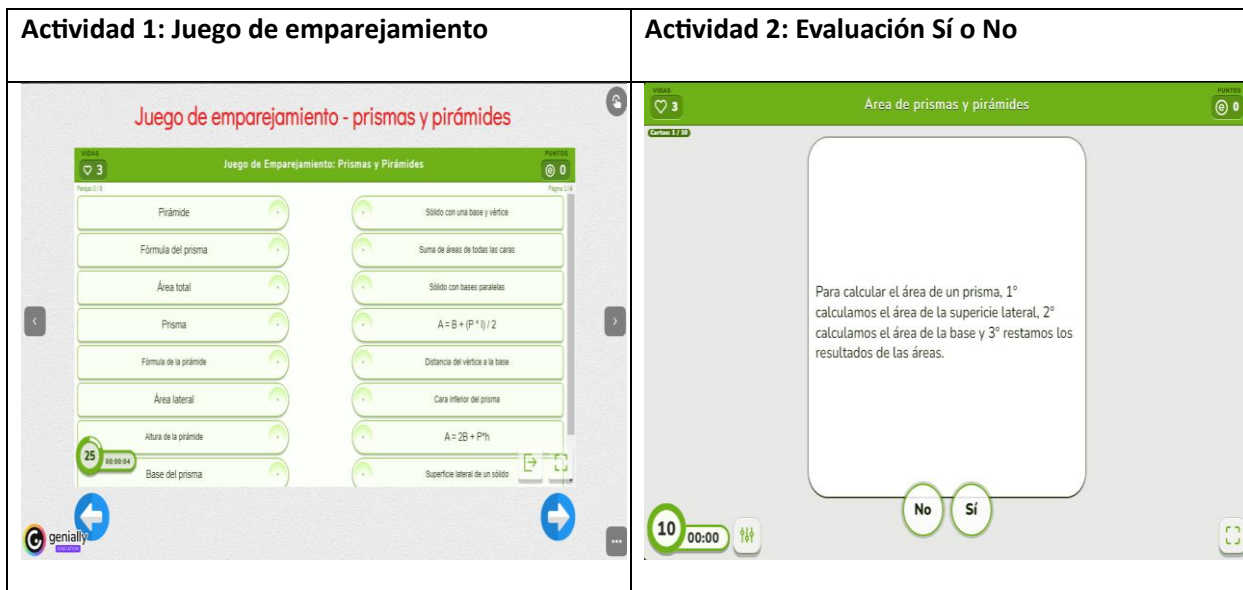 Actividad 1: Juego de emparejamiento
Actividad 2: Evaluación Sí o No
Juego de emparejamiento - prismas y pirámides
VIDAS
3
Juego de Emparejamiento: Prismas y Pirámides
PUNTOS
0
Pirámide
Sólido con una base y vértice
Fórmula del prisma
Suma de áreas de todas las caras
Área total
Sólido con bases paralelas
Prisma
A = B + (P * l) / 2
Fórmula de la pirámide
Distancia del vértice a la base
Área lateral
Cara inferior del prisma
Altura de la pirámide
A = 2B + P*h
Base del prisma
Superficie lateral de un sólido
25
00:50:04
genially
EDUCATION
VIDAS
3
Área de prismas y pirámides
PUNTOS
0
Cartas: 1 / 10
Para calcular el área de un prisma, 1º
calculamos el área de la supericie lateral, 2º
calculamos el área de la base y 3º restamos los
resultados de las áreas.
No
Sí
10
00:00